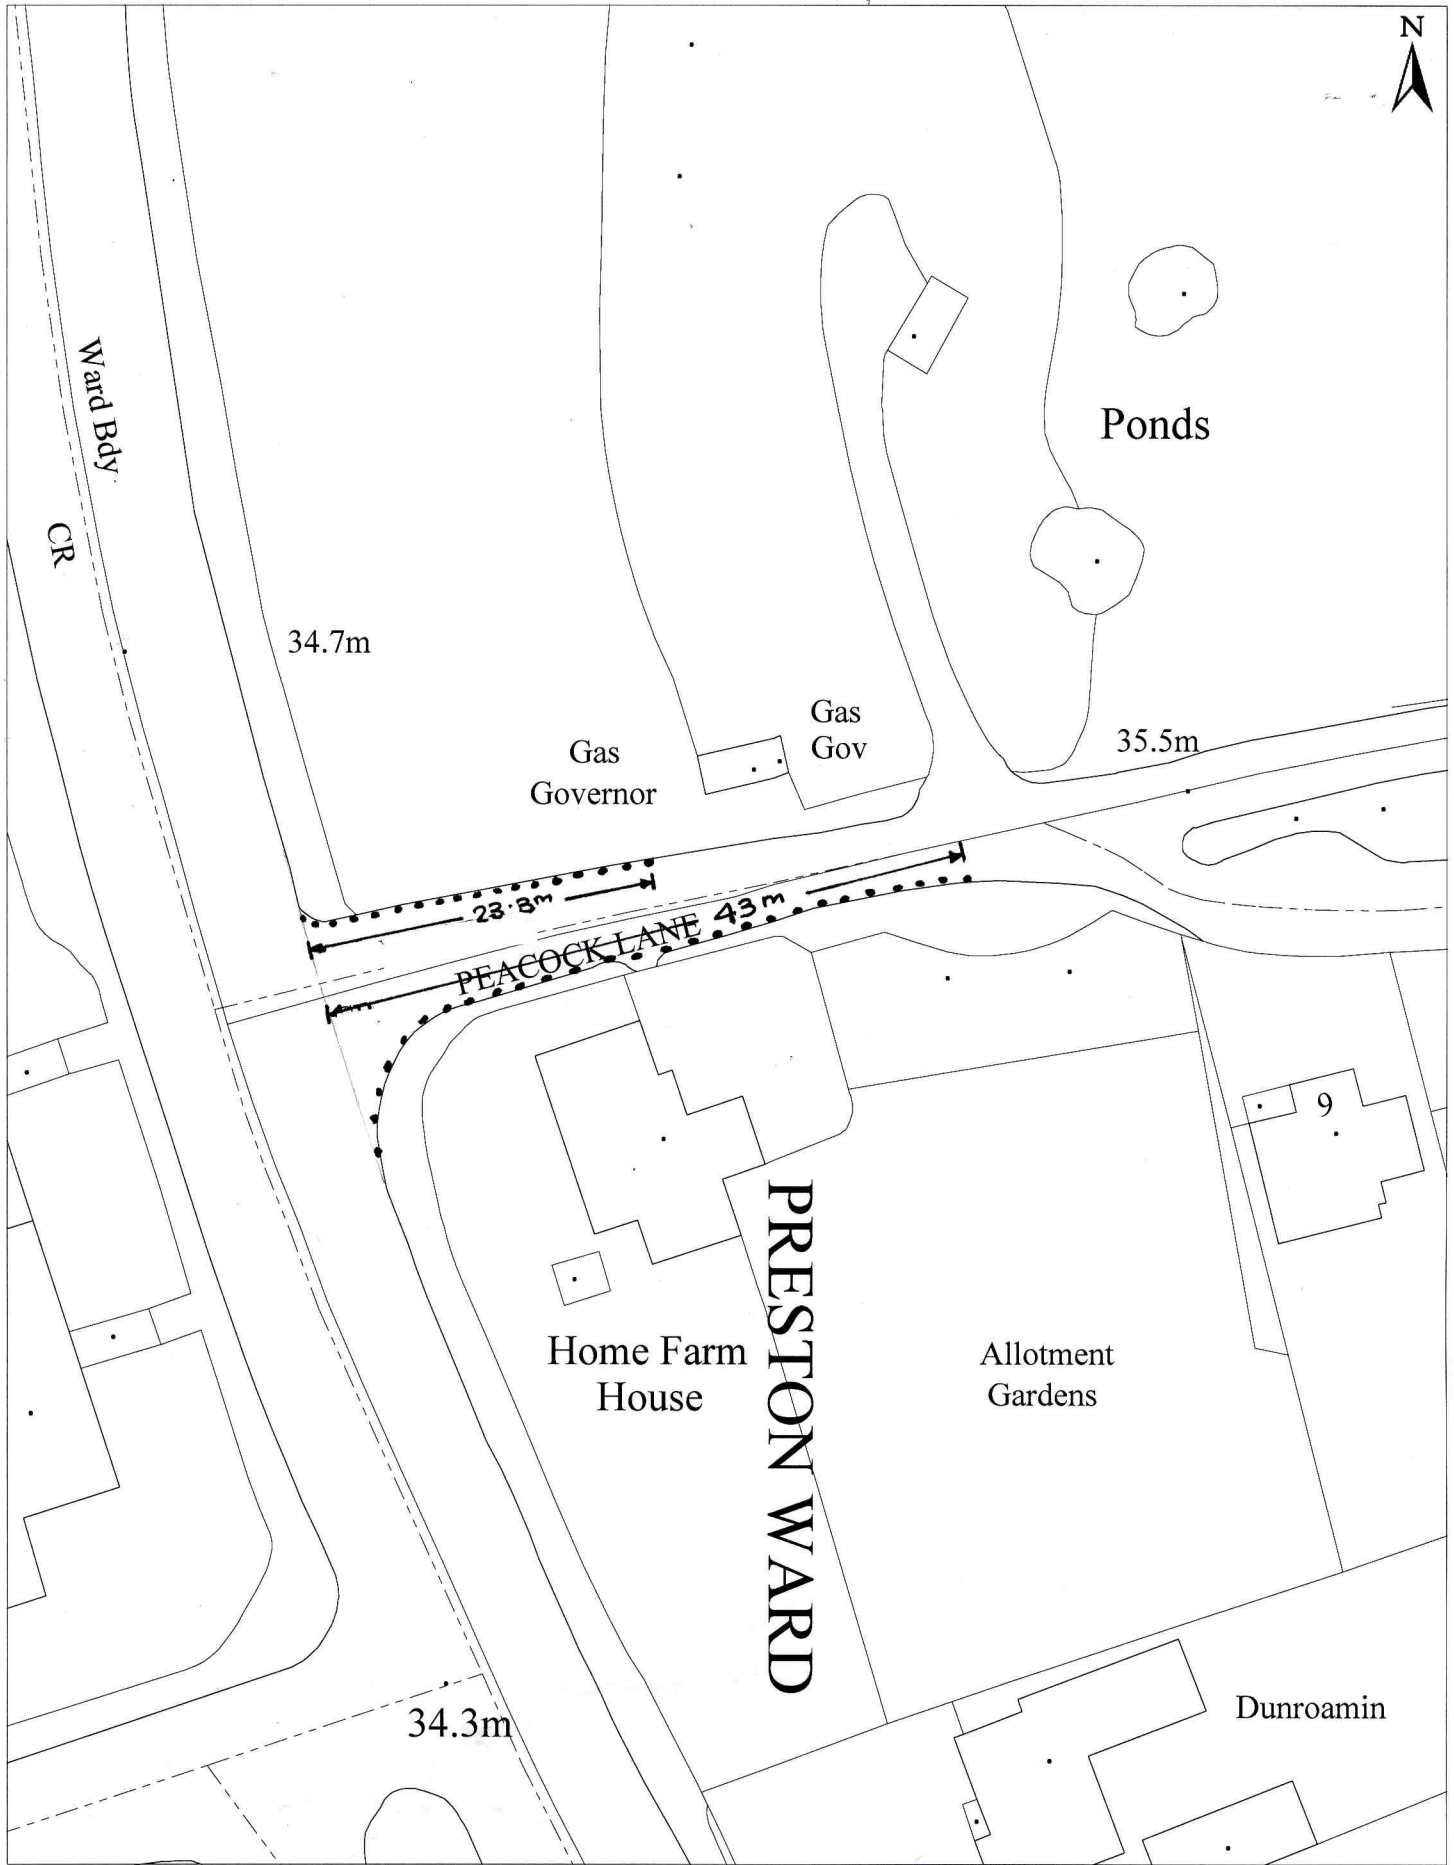 N
Ward Bdy
CR
Ponds
34.7m
Gas
Gov
35.5m
Gas
Governor
23.8m
43m
PEACOCK LANE
9
PRESTON WARD
Home Farm
House
Allotment
Gardens
34.3m
Dunroamin